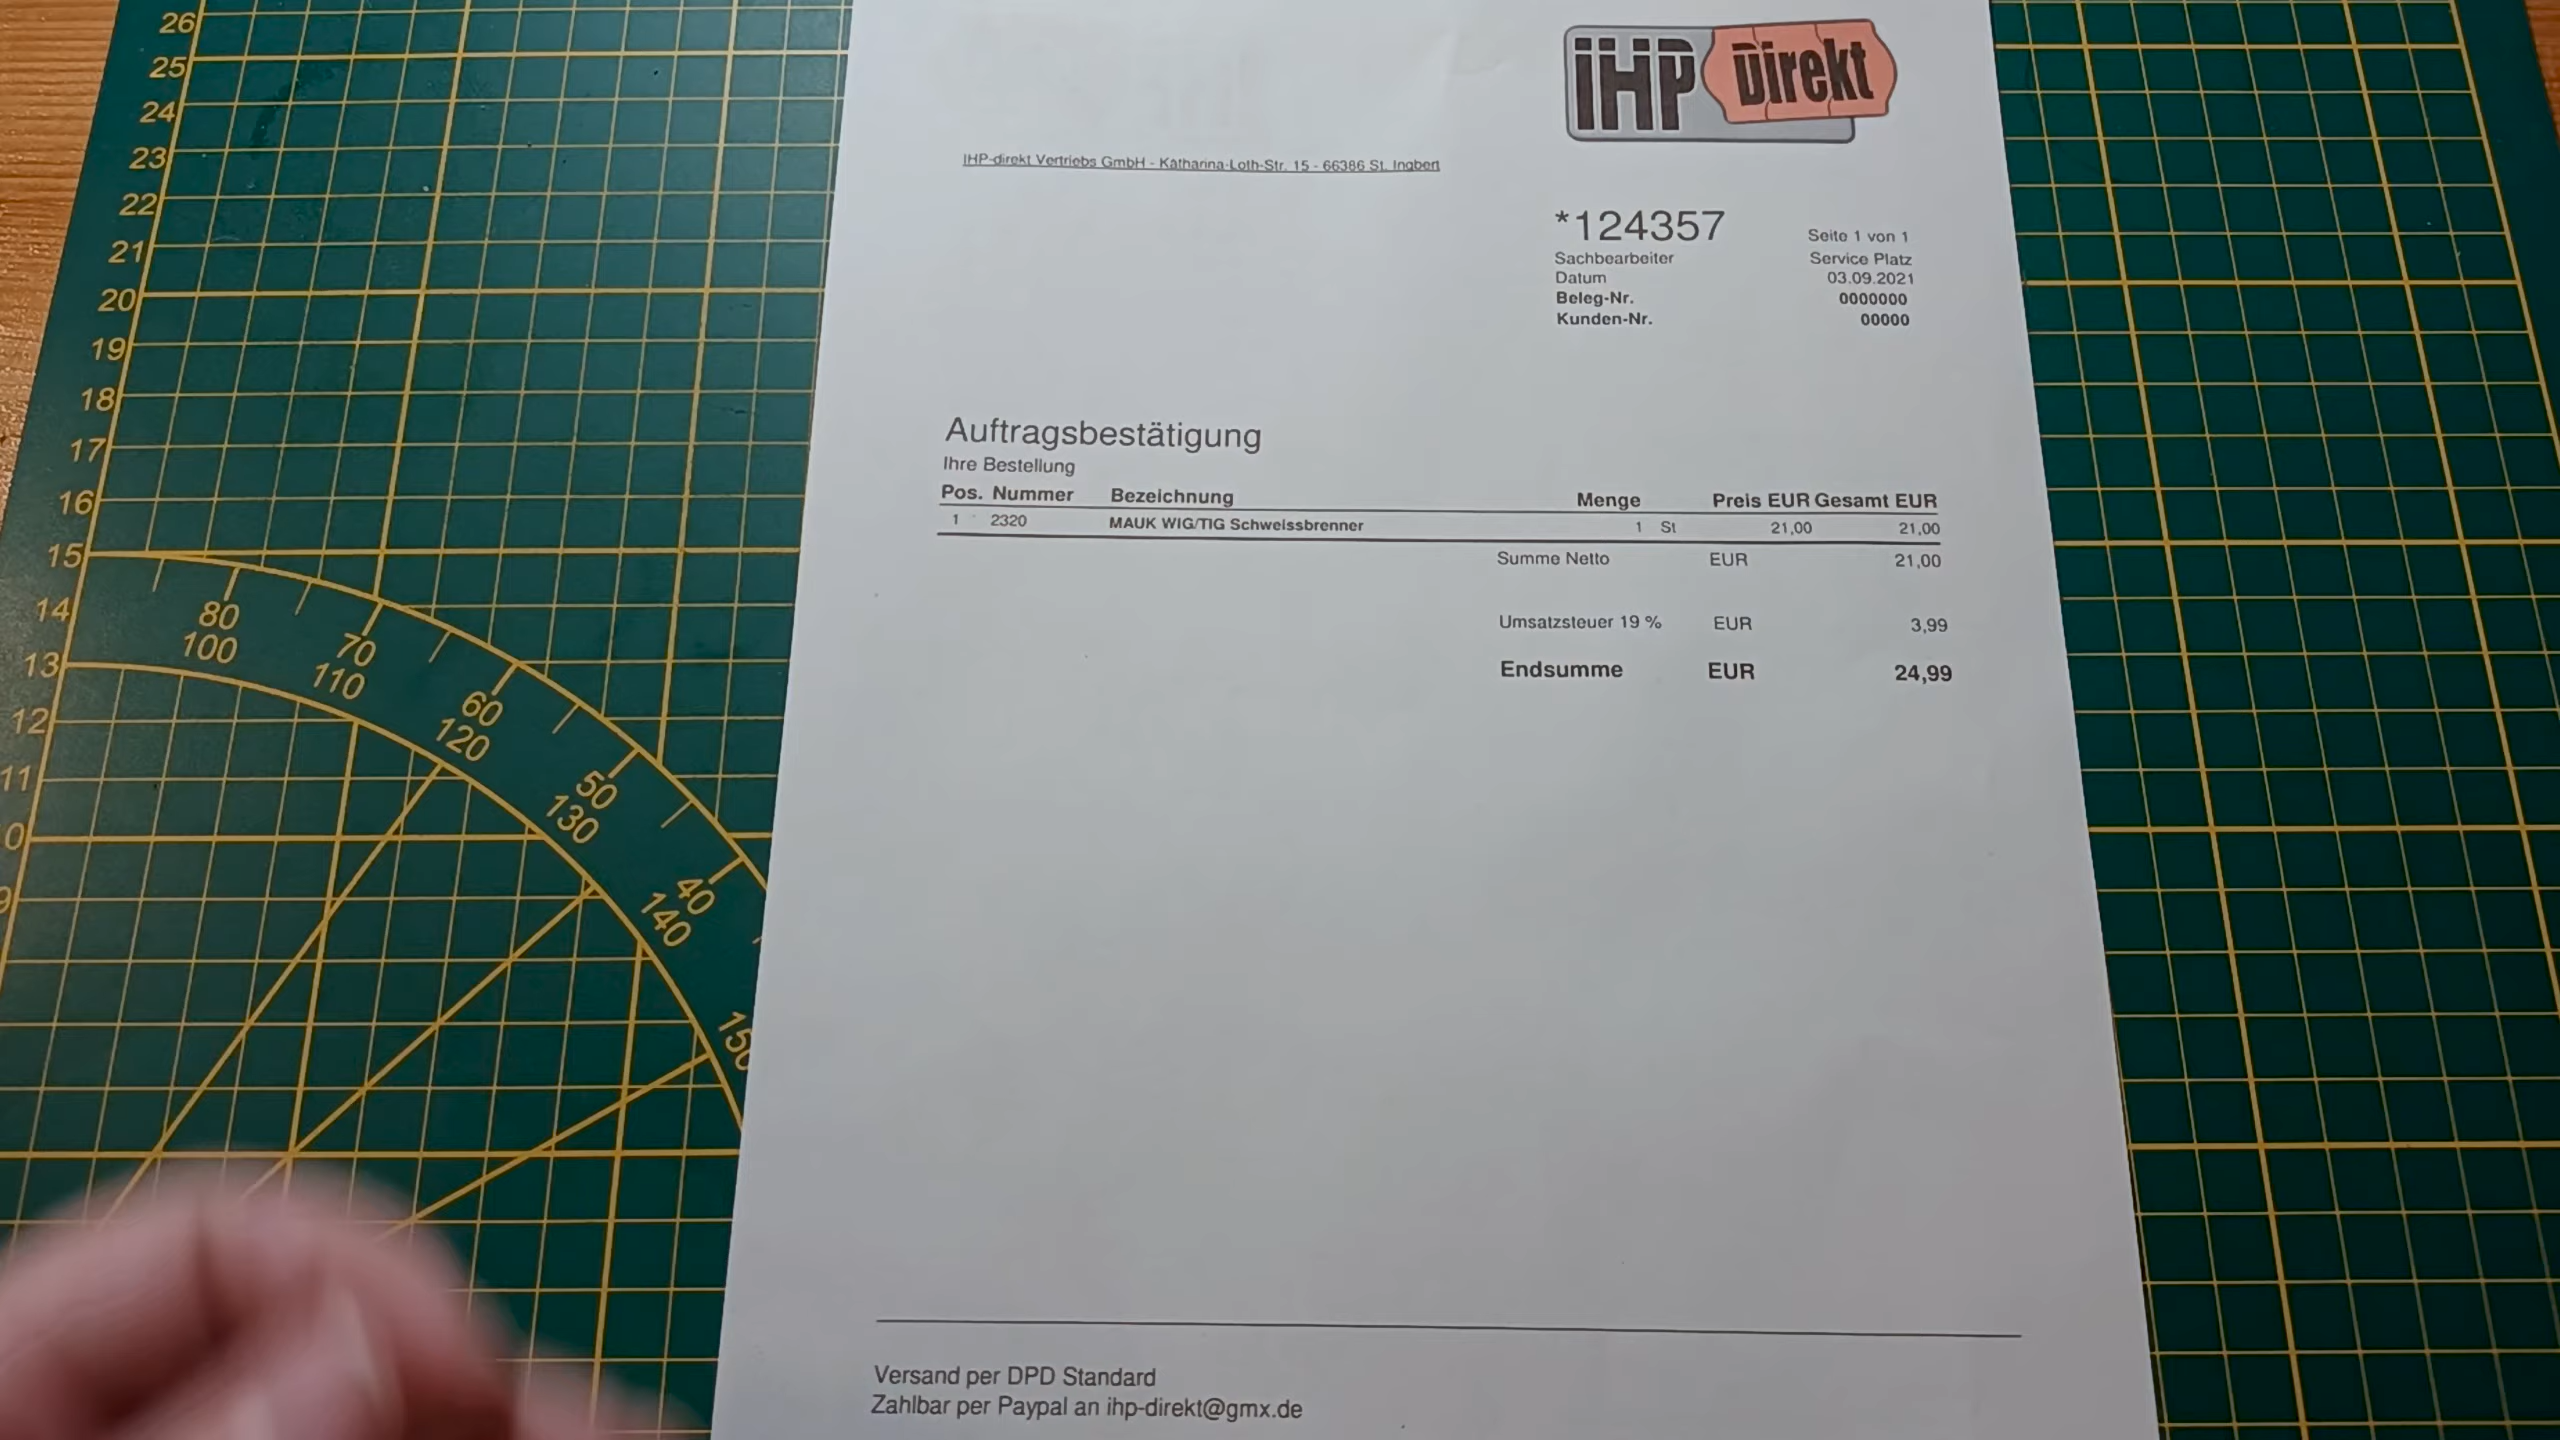 IHP Direkt
IHP-direkt Vertriebs GmbH - Katharina-Loth-Str. 15 - 66386 St. Ingbert
*124357 Seite 1 von 1
Sachbearbeiter Service Platz
Datum 03.09.2021
Beleg-Nr. 0000000
Kunden-Nr. 00000
Auftragsbestätigung
Ihre Bestellung
Pos. Nummer Bezeichnung Menge Preis EUR Gesamt EUR
1 2320 MAUK WIG/TIG Schweissbrenner 1 St 21,00 21,00
Summe Netto EUR 21,00
Umsatzsteuer 19 % EUR 3,99
Endsumme EUR 24,99
Versand per DPD Standard
Zahlbar per Paypal an ihp-direkt@gmx.de
26
25
24
23
22
21
20
19
18
17
16
15
14
13
12
11
0
9
80
100
70
110
60
120
50
130
40
140
150